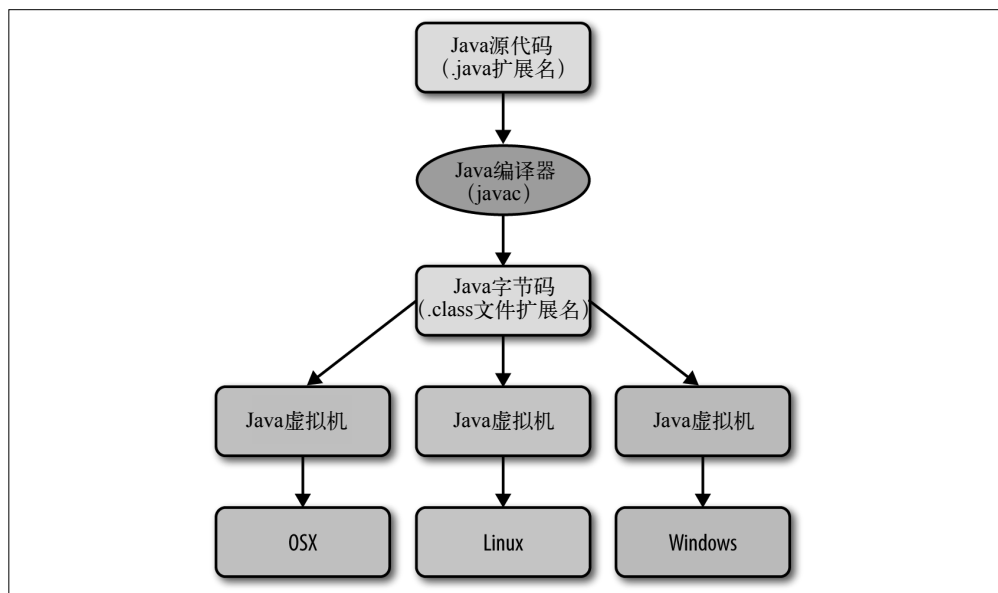 Java源代码
（.java扩展名）
Java编译器
（javac）
Java字节码
（.class文件扩展名）
Java虚拟机
Java虚拟机
Java虚拟机
OSX
Linux
Windows